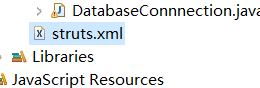 DatabaseConnnection.java
struts.xml
Libraries
JavaScript Resources